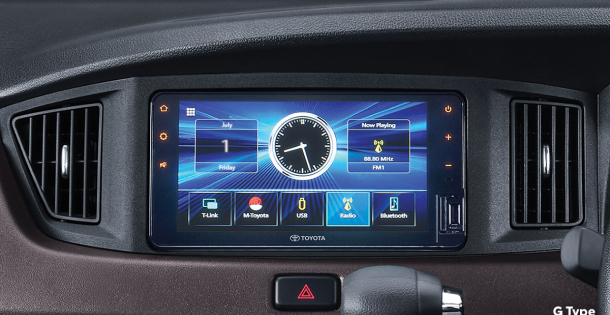 July
1
Friday
Now Playing
88.80 MHz
FM1
T-Link
M-Toyota
USB
Radio
Bluetooth
TOYOTA
G Type